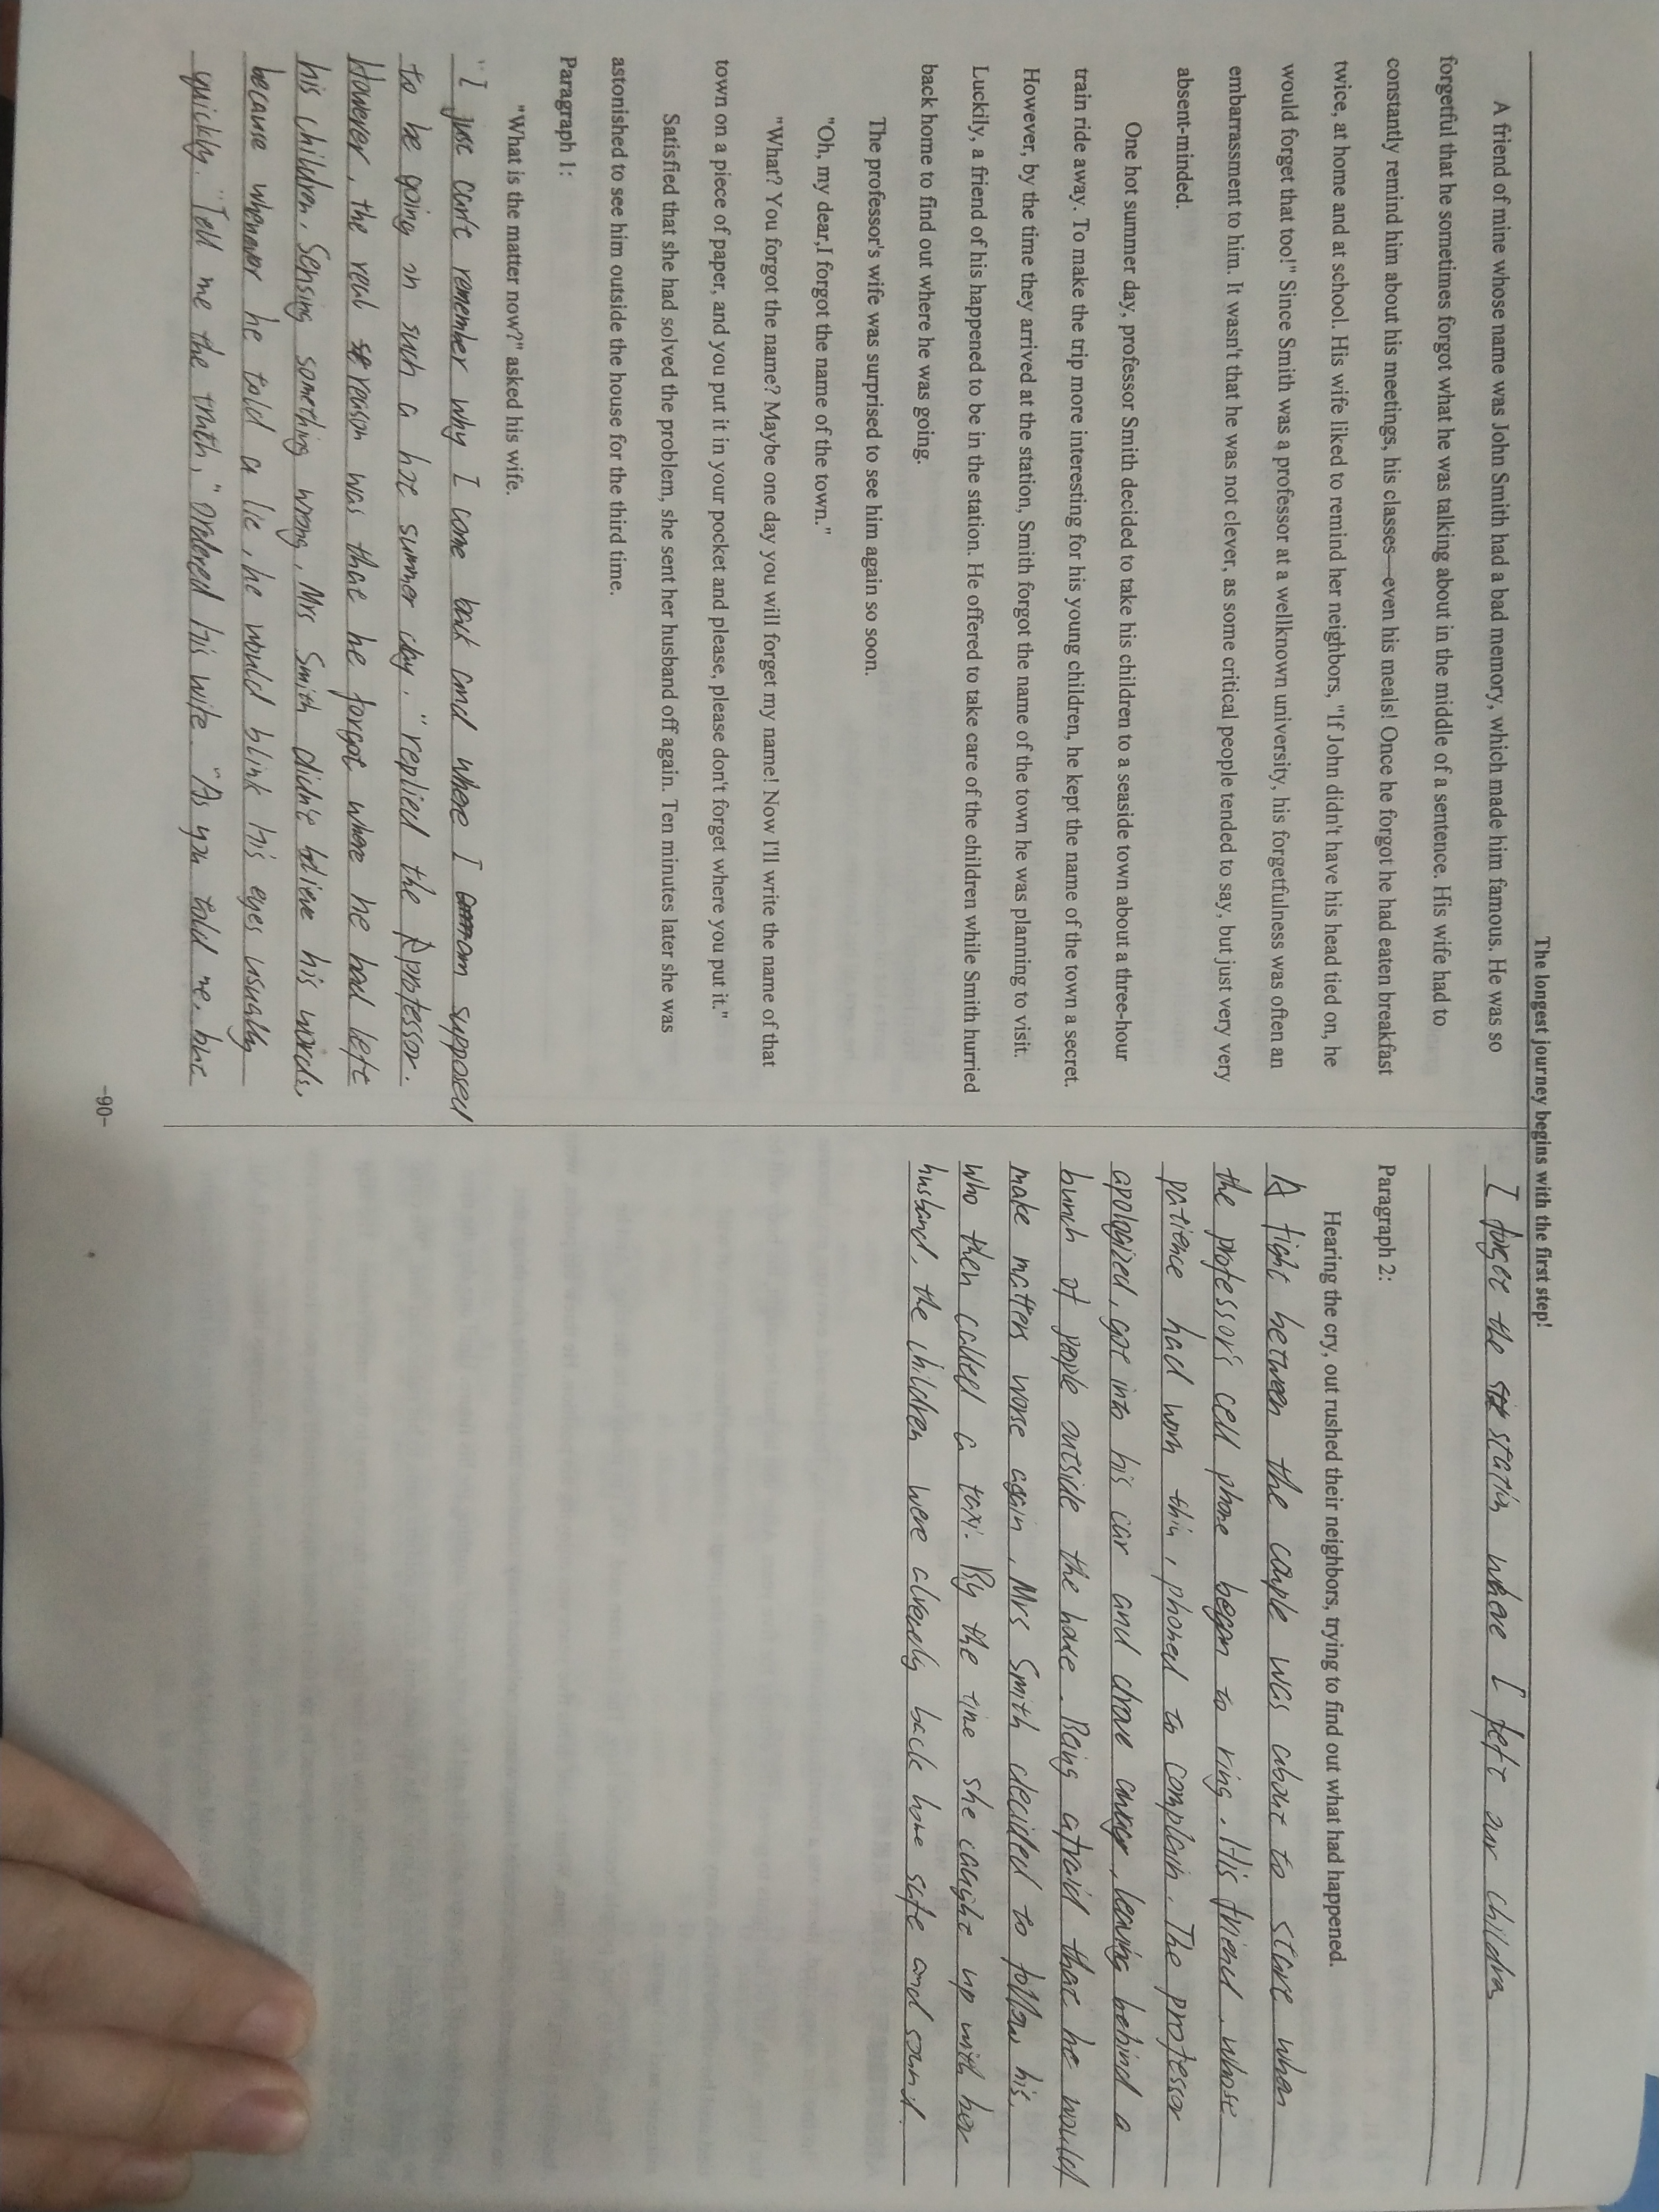 The longest journey begins with the first step!
A friend of mine whose name was John Smith had a bad memory, which made him famous. He was so
forgetful that he sometimes forgot what he was talking about in the middle of a sentence. His wife had to
constantly remind him about his meetings, his classes—even his meals! Once he forgot he had eaten breakfast
twice, at home and at school. His wife liked to remind her neighbors, "If John didn't have his head tied on, he
would forget that too!" Since Smith was a professor at a wellknown university, his forgetfulness was often an
embarrassment to him. It wasn't that he was not clever, as some critical people tended to say, but just very very
absent-minded.
One hot summer day, professor Smith decided to take his children to a seaside town about a three-hour
train ride away. To make the trip more interesting for his young children, he kept the name of the town a secret.
However, by the time they arrived at the station, Smith forgot the name of the town he was planning to visit.
Luckily, a friend of his happened to be in the station. He offered to take care of the children while Smith hurried
back home to find out where he was going.
The professor's wife was surprised to see him again so soon.
"Oh, my dear,I forgot the name of the town."
"What? You forgot the name? Maybe one day you will forget my name! Now I'll write the name of that
town on a piece of paper, and you put it in your pocket and please, please don't forget where you put it."
Satisfied that she had solved the problem, she sent her husband off again. Ten minutes later she was
astonished to see him outside the house for the third time.
Paragraph 1:
"What is the matter now?" asked his wife.
"I just can't remember why I come back and where I am supposed
to be going in such a hot summer day. "replied the professor.
However, the real reason was that he forgot where he had left
his children. Sensing something wrong, Mrs Smith didn't believe his words,
because whenever he told a lie, he would blink his eyes usually
quickly. "Tell me the truth," ordered his wife. "As you told me, but
-90-
I forget the statin where I left our children
Paragraph 2:
Hearing the cry, out rushed their neighbors, trying to find out what had happened.
A fight between the couple was about to start when
the professor's cell phone began to ring. His friend, whose
patience had worn thin, phoned to complain. The professor
apologized, got into his car and drove away, leaving behind a
bunch of people outside the house. Being afraid that he would
make matters worse again, Mrs Smith decided to follow his
who then called a taxi. By the time she caught up with her
husband, the children were already back home safe and sound.